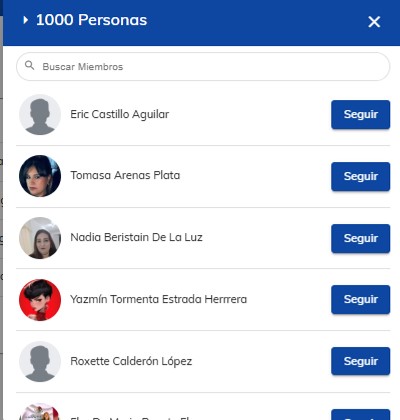 1000 Personas
Buscar Miembros
Eric Castillo Aguilar
Seguir
Tomasa Arenas Plata
Seguir
Nadia Beristain De La Luz
Seguir
Yazmín Tormenta Estrada Herrrera
Seguir
Roxette Calderón López
Seguir